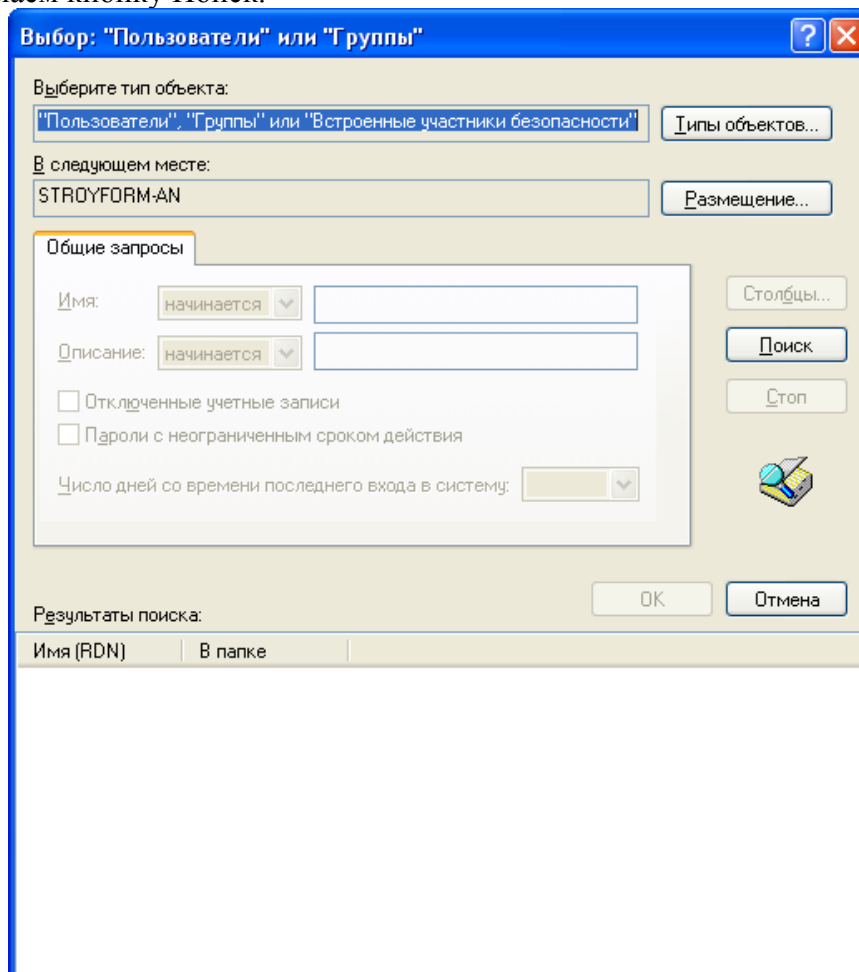 кнопку Поиск.
Выбор: "Пользователи" или "Группы"
Выберите тип объекта:
"Пользователи", "Группы" или "Встроенные участники безопасности"
Типы объектов...
В следующем месте:
STROYFORM-AN
Размещение...
Общие запросы
Имя:
начинается
Столбцы...
Описание:
начинается
Поиск
Отключенные учетные записи
Стоп
Пароли с неограниченным сроком действия
Число дней со времени последнего входа в систему:
OK
Отмена
Результаты поиска:
Имя (RDN)
В папке